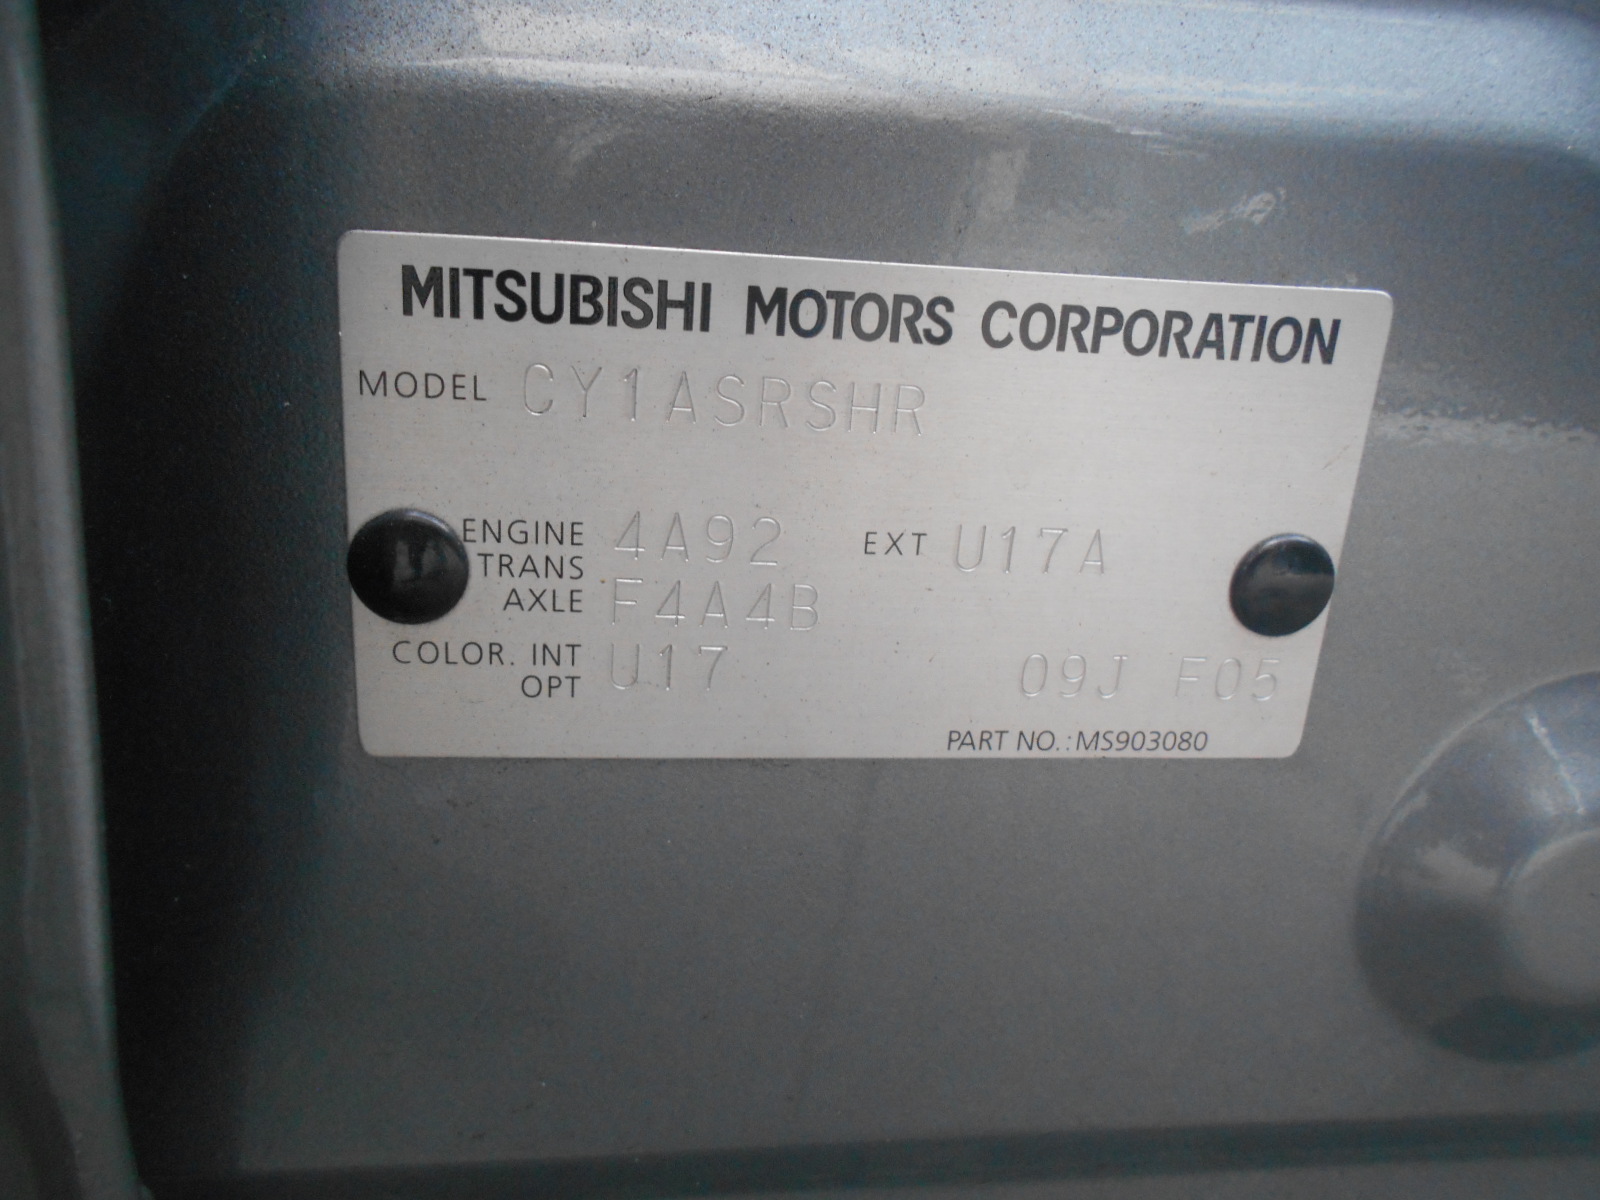 MITSUBISHI MOTORS CORPORATION
MODEL CY1ASRSHR
ENGINE 4A92 EXT U17A
TRANS
AXLE F4A4B
COLOR. INT U17
OPT 09J F05
PART NO.: MS903080